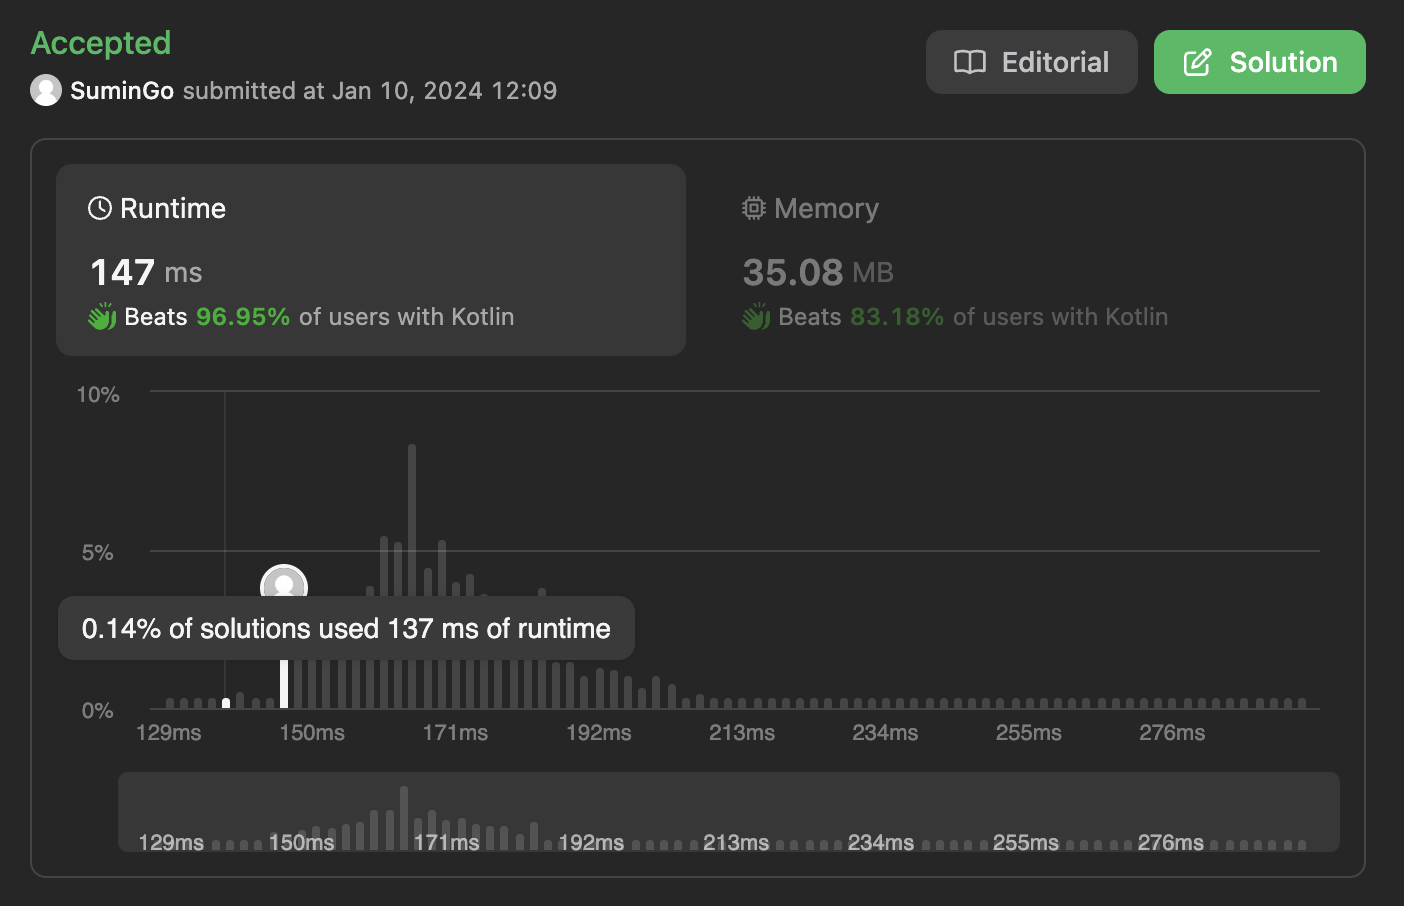 Accepted
SuminGo submitted at Jan 10, 2024 12:09
Editorial
Solution
Runtime
147 ms
Beats 96.95% of users with Kotlin
Memory
35.08 MB
Beats 83.18% of users with Kotlin
10%
5%
0.14% of solutions used 137 ms of runtime
0%
129ms 150ms 171ms 192ms 213ms 234ms 255ms 276ms
129ms 150ms 171ms 192ms 213ms 234ms 255ms 276ms